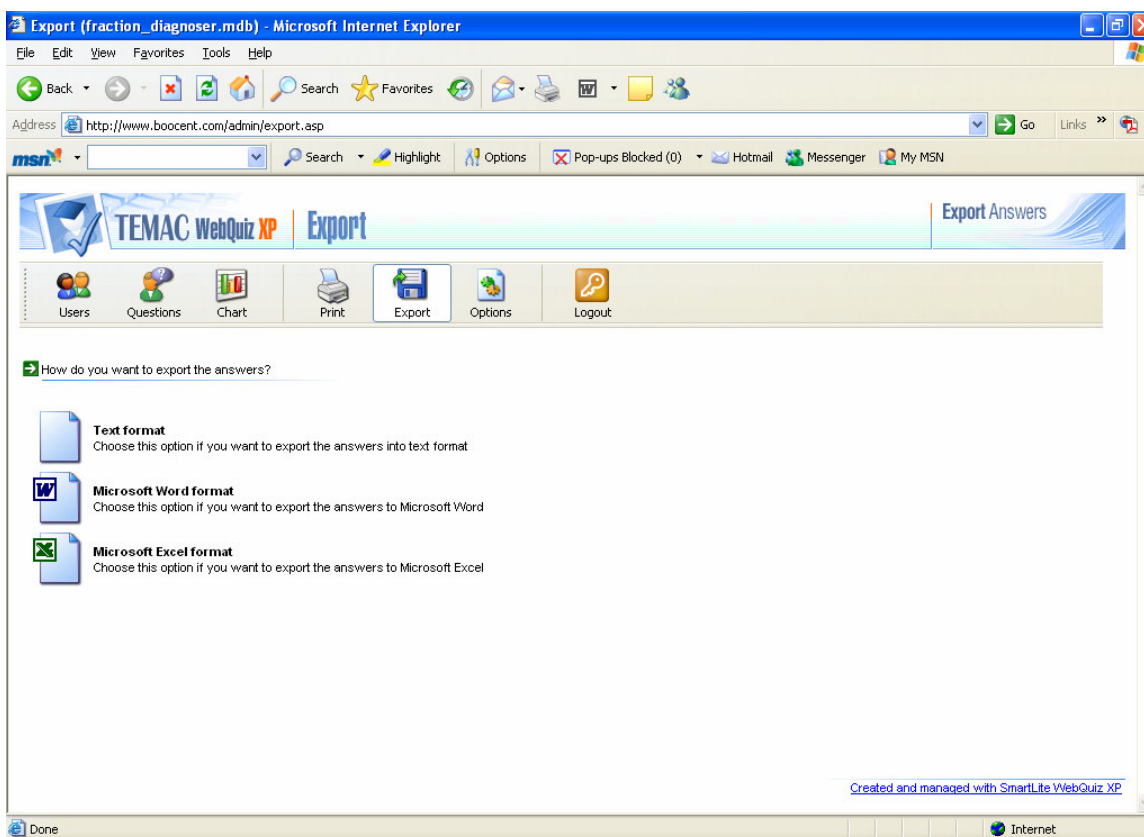 Export (fraction_diagnoser.mdb) - Microsoft Internet Explorer
File Edit View Favorites Tools Help
Back Search Favorites
Address http://www.boocent.com/admin/export.asp Go Links »
msn Search Highlight Options Pop-ups Blocked (0) Hotmail Messenger My MSN
TEMAC WebQuiz XP Export Export Answers
Users Questions Chart Print Export Options Logout
How do you want to export the answers?
Text format
Choose this option if you want to export the answers into text format
Microsoft Word format
Choose this option if you want to export the answers to Microsoft Word
Microsoft Excel format
Choose this option if you want to export the answers to Microsoft Excel
Created and managed with SmartLite WebQuiz XP
Done Internet